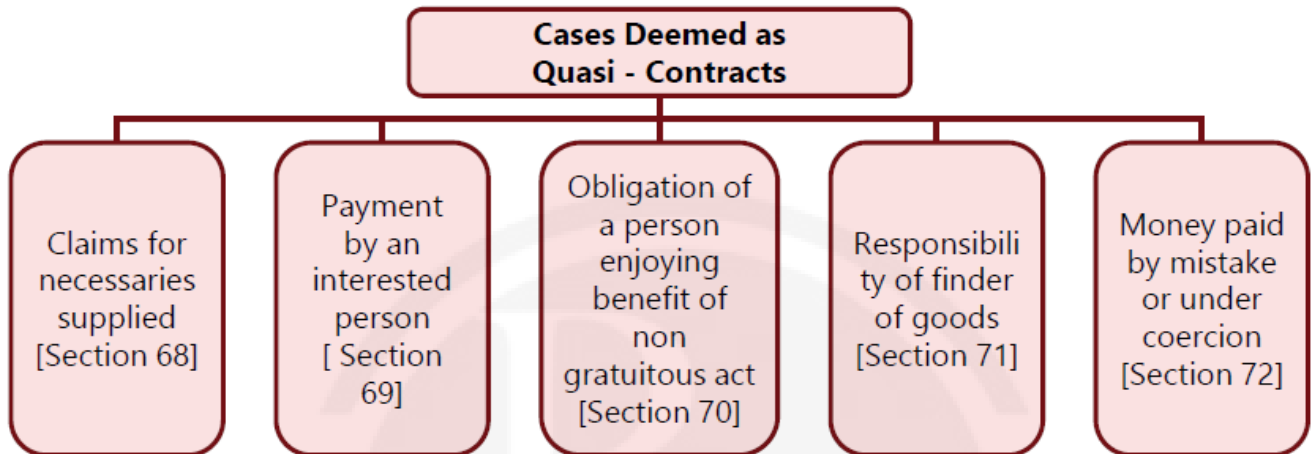 Cases Deemed as
Quasi - Contracts
Claims for
necessaries
supplied
[Section 68]
Payment
by an
interested
person
[ Section
69]
Obligation of
a person
enjoying
benefit of
non
gratuitous act
[Section 70]
Responsibili
ty of finder
of goods
[Section 71]
Money paid
by mistake
or under
coercion
[Section 72]